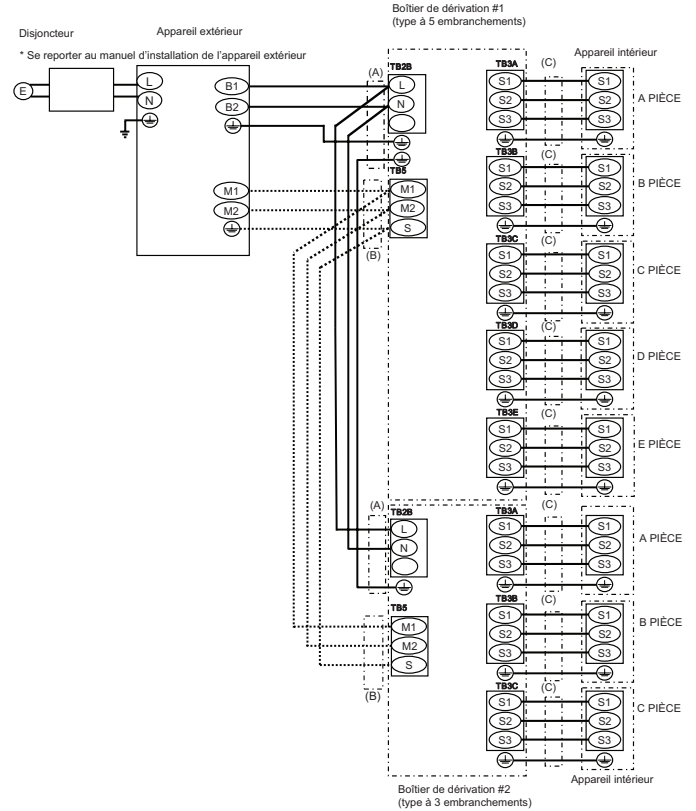 Boîtier de dérivation #1
(type à 5 embranchements)
Disjoncteur
Appareil extérieur
* Se reporter au manuel d'installation de l'appareil extérieur
Appareil intérieur
E
L
N
B1
B2
M1
M2
(A)
TB2B
L
N
TB5
M1
M2
S
(B)
TB3A
(C)
S1
S1
S2
S2
S3
S3
A PIÈCE
TB3B
(C)
S1
S1
S2
S2
S3
S3
B PIÈCE
TB3C
(C)
S1
S1
S2
S2
S3
S3
C PIÈCE
TB3D
(C)
S1
S1
S2
S2
S3
S3
D PIÈCE
TB3E
(C)
S1
S1
S2
S2
S3
S3
E PIÈCE
(A)
TB2B
L
N
TB5
M1
M2
S
(B)
TB3A
(C)
S1
S1
S2
S2
S3
S3
A PIÈCE
TB3B
(C)
S1
S1
S2
S2
S3
S3
B PIÈCE
TB3C
(C)
S1
S1
S2
S2
S3
S3
C PIÈCE
Appareil intérieur
Boîtier de dérivation #2
(type à 3 embranchements)